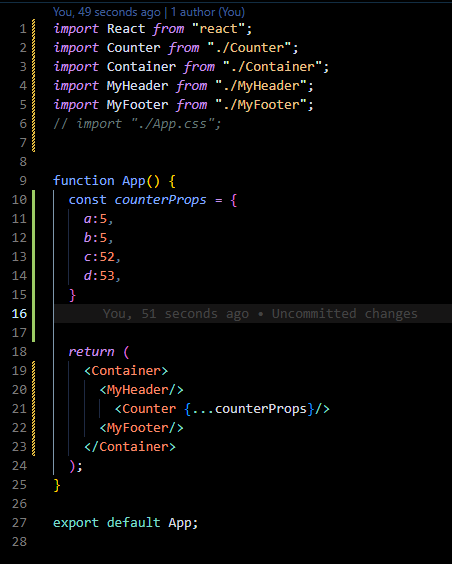 You, 49 seconds ago | 1 author (You)
1 import React from "react";
2 import Counter from "./Counter";
3 import Container from "./Container";
4 import MyHeader from "./MyHeader";
5 import MyFooter from "./MyFooter";
6 // import "./App.css";
7
8
9 function App() {
10   const counterProps = {
11     a:5,
12     b:5,
13     c:52,
14     d:53,
15   }
16 You, 51 seconds ago • Uncommitted changes
17
18   return (
19     <Container>
20       <MyHeader/>
21         <Counter {...counterProps}/>
22       <MyFooter/>
23     </Container>
24   );
25 }
26
27 export default App;
28